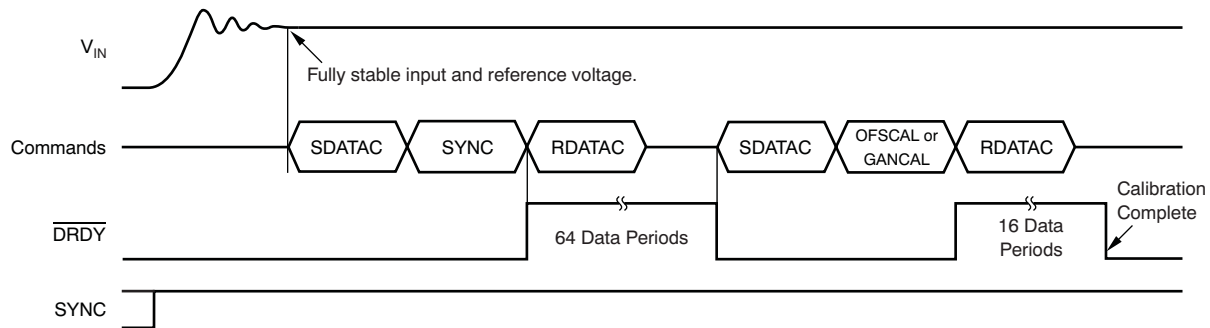 VIN
Fully stable input and reference voltage.
Commands
SDATAC
SYNC
RDATAC
SDATAC
OFSCAL or
GANCAL
RDATAC
Calibration
Complete
DRDY
64 Data Periods
16 Data
Periods
SYNC